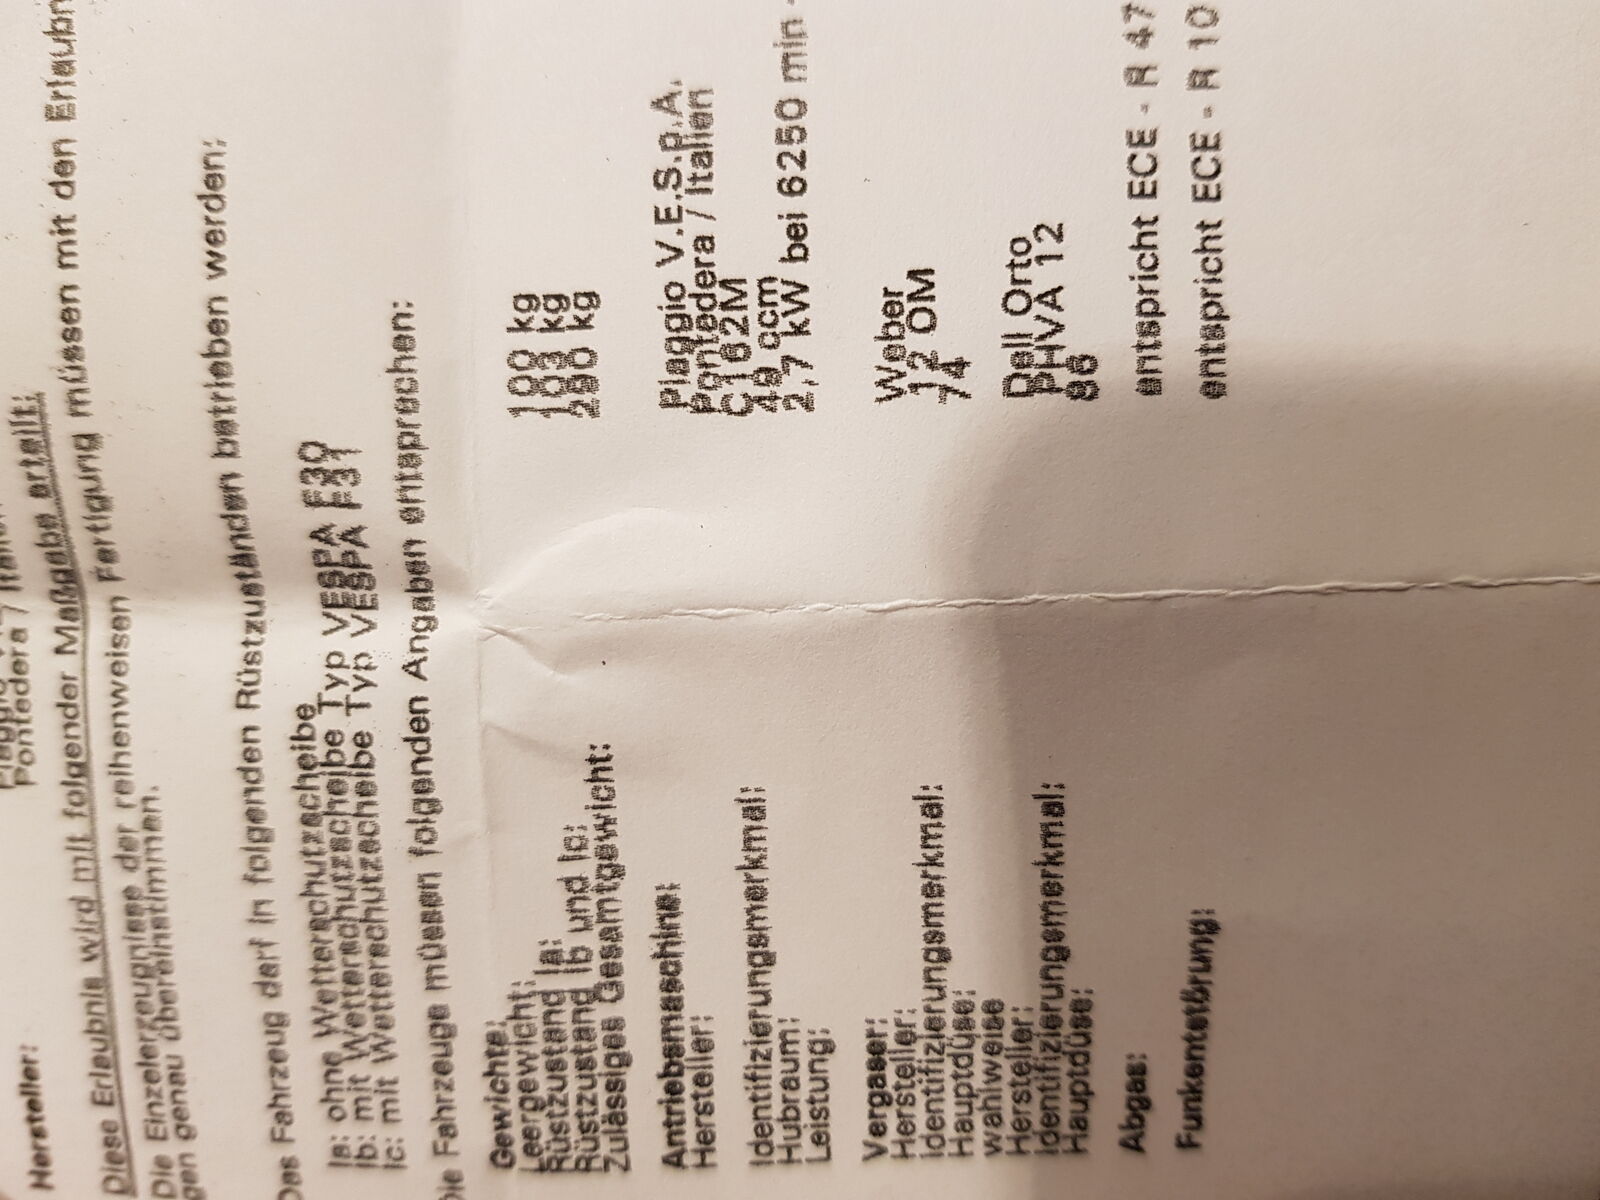 Hersteller:
Pontedera / Italien
Diese Erlaubnis wird mit folgender Maßgabe erteilt:
Die Einzelerzeugnisse der reihenweisen Fertigung müssen mit den Erlaubn
gen genau übereinstimmen.
Das Fahrzeug darf in folgenden Rüstzuständen betrieben werden:
Ia: ohne Wetterschutzscheibe
Ib: mit Wetterschutzscheibe Typ VESPA F30
Ic: mit Wetterschutzscheibe Typ VESPA F31
Die Fahrzeuge müssen folgenden Angaben entsprechen:
Gewichte:
Leergewicht:
Rüstzustand Ia: 100 kg
Rüstzustand Ib und Ic: 103 kg
Zulässiges Gesamtgewicht: 290 kg
Antriebsmaschine:
Hersteller: Piaggio V.E.S.p.A.
Pontedera / Italien
Identifizierungsmerkmal: C162M
Hubraum: 49 ccm
Leistung: 2,7 kW bei 6250 min -
Vergaser:
Hersteller: Weber
Identifizierungsmerkmal: 12 OM
Hauptdüse: 74
wahlweise
Hersteller: Dell Orto
Identifizierungsmerkmal: PHVA 12
Hauptdüse: 86
Abgas: entspricht ECE - R 47
Funkentstörung: entspricht ECE - R 10